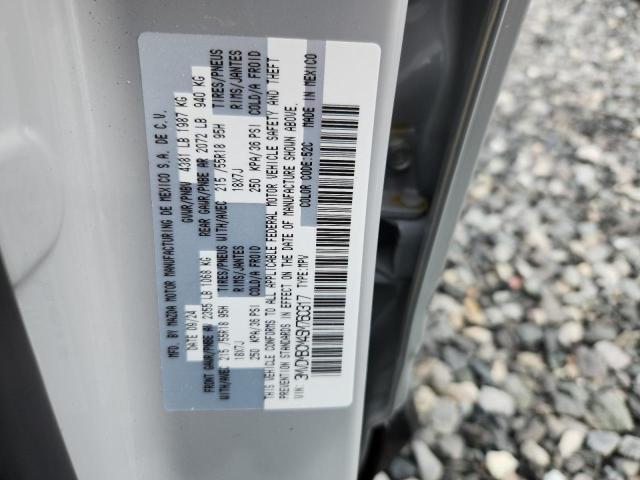 MFD. BY MAZDA MOTOR MANUFACTURING DE MEXICO S.A. DE C.V.
DATE 09/24 GVWR/PNBV 4381 LB 1987 KG
FRONT GAWR/PNBE AV 2355 LB 1068 KG REAR GAWR/PNBE AR 2072 LB 940 KG
WITH/AVEC 215/55R18 95H TIRES/PNEUS WITH/AVEC 215/55R18 95H TIRES/PNEUS
18X7J RIMS/JANTES 18X7J RIMS/JANTES
250 KPA/36 PSI COLD/A FROID 250 KPA/36 PSI COLD/A FROID
THIS VEHICLE CONFORMS TO ALL APPLICABLE FEDERAL MOTOR VEHICLE SAFETY AND THEFT
PREVENTION STANDARDS IN EFFECT ON THE DATE OF MANUFACTURE SHOWN ABOVE.
COLOR CODE:52C MADE IN MEXICO
VIN: TYPE:MPV